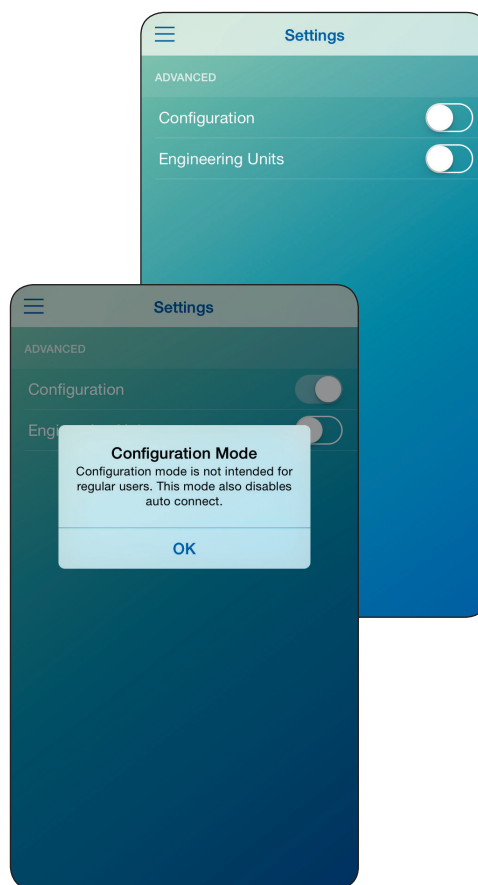 Settings
ADVANCED
Configuration
Engineering Units
Settings
ADVANCED
Configuration
Configuration Mode
Configuration mode is not intended for
regular users. This mode also disables
auto connect.
OK